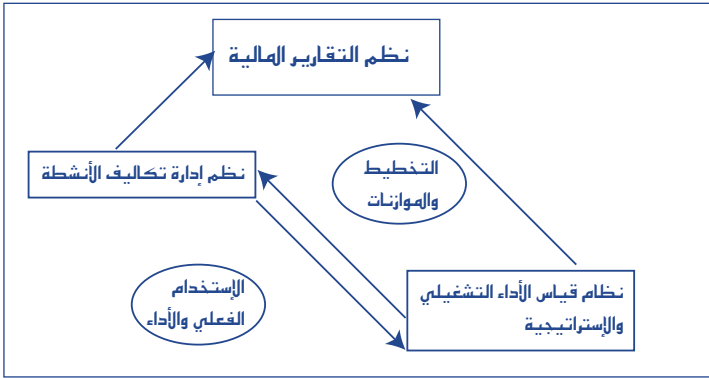 نظم التقارير المالية
التخطيط
والموازنات
نظم إدارة تكاليف الأنشطة
الإستخدام
الفعلي والأداء
نظام قياس الأداء التشغيلي
والإستراتيجية